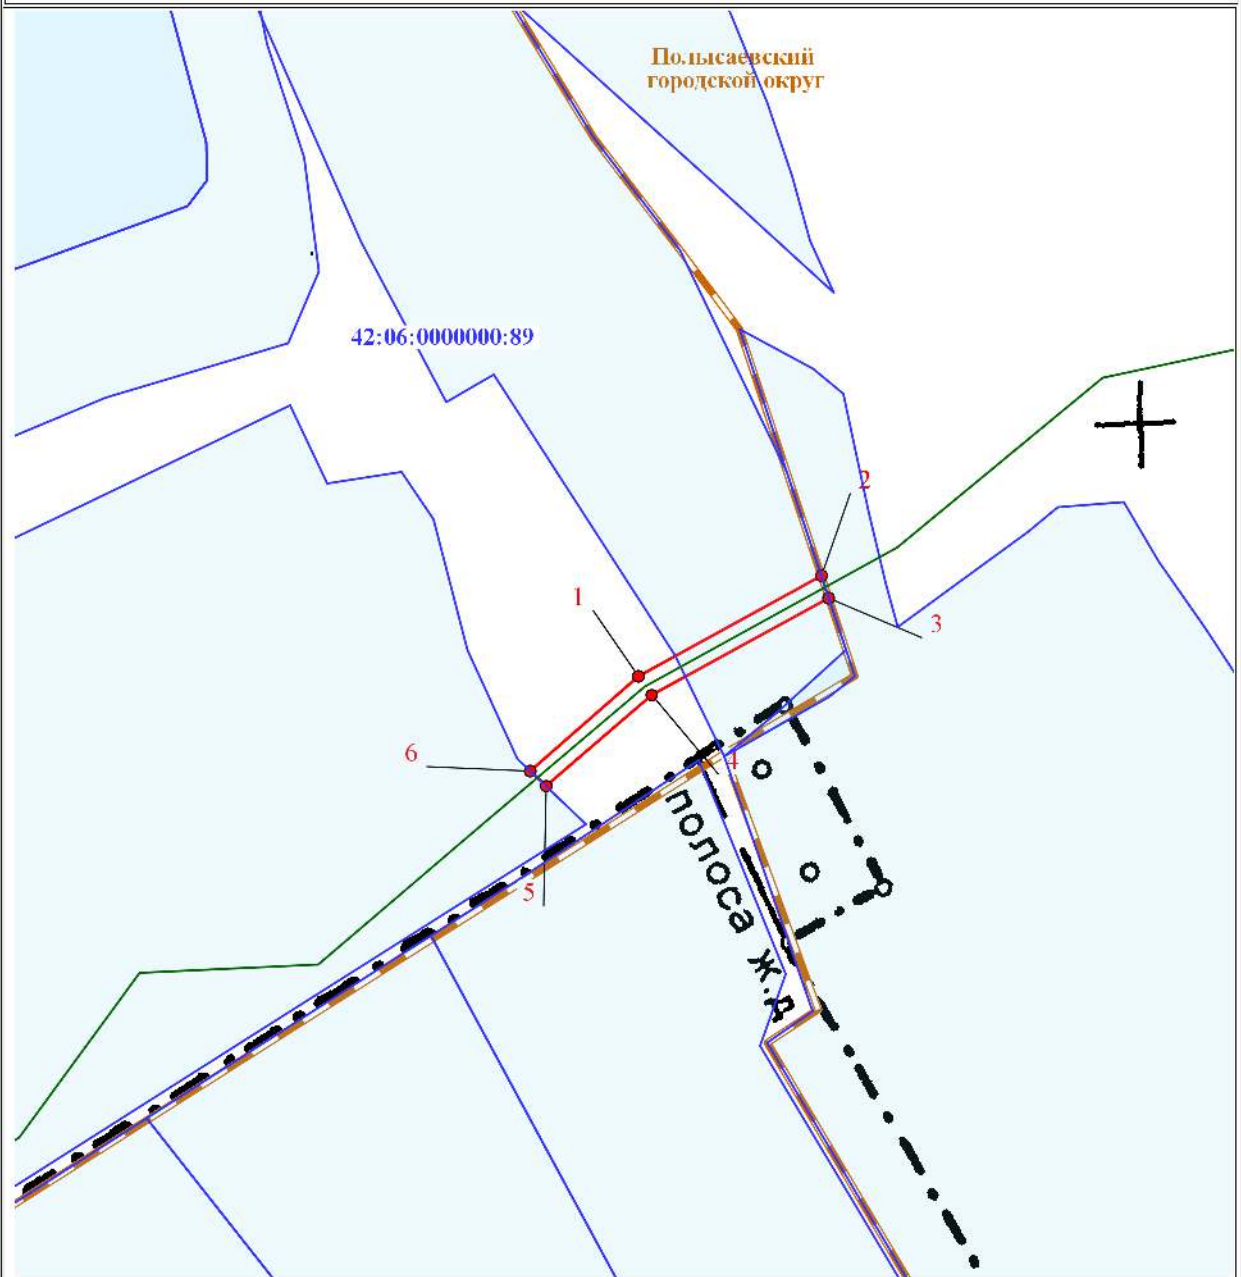 Полысаевский
городской округ
42:06:0000000:89
2
1
3
6
4
5
полоса ж.д